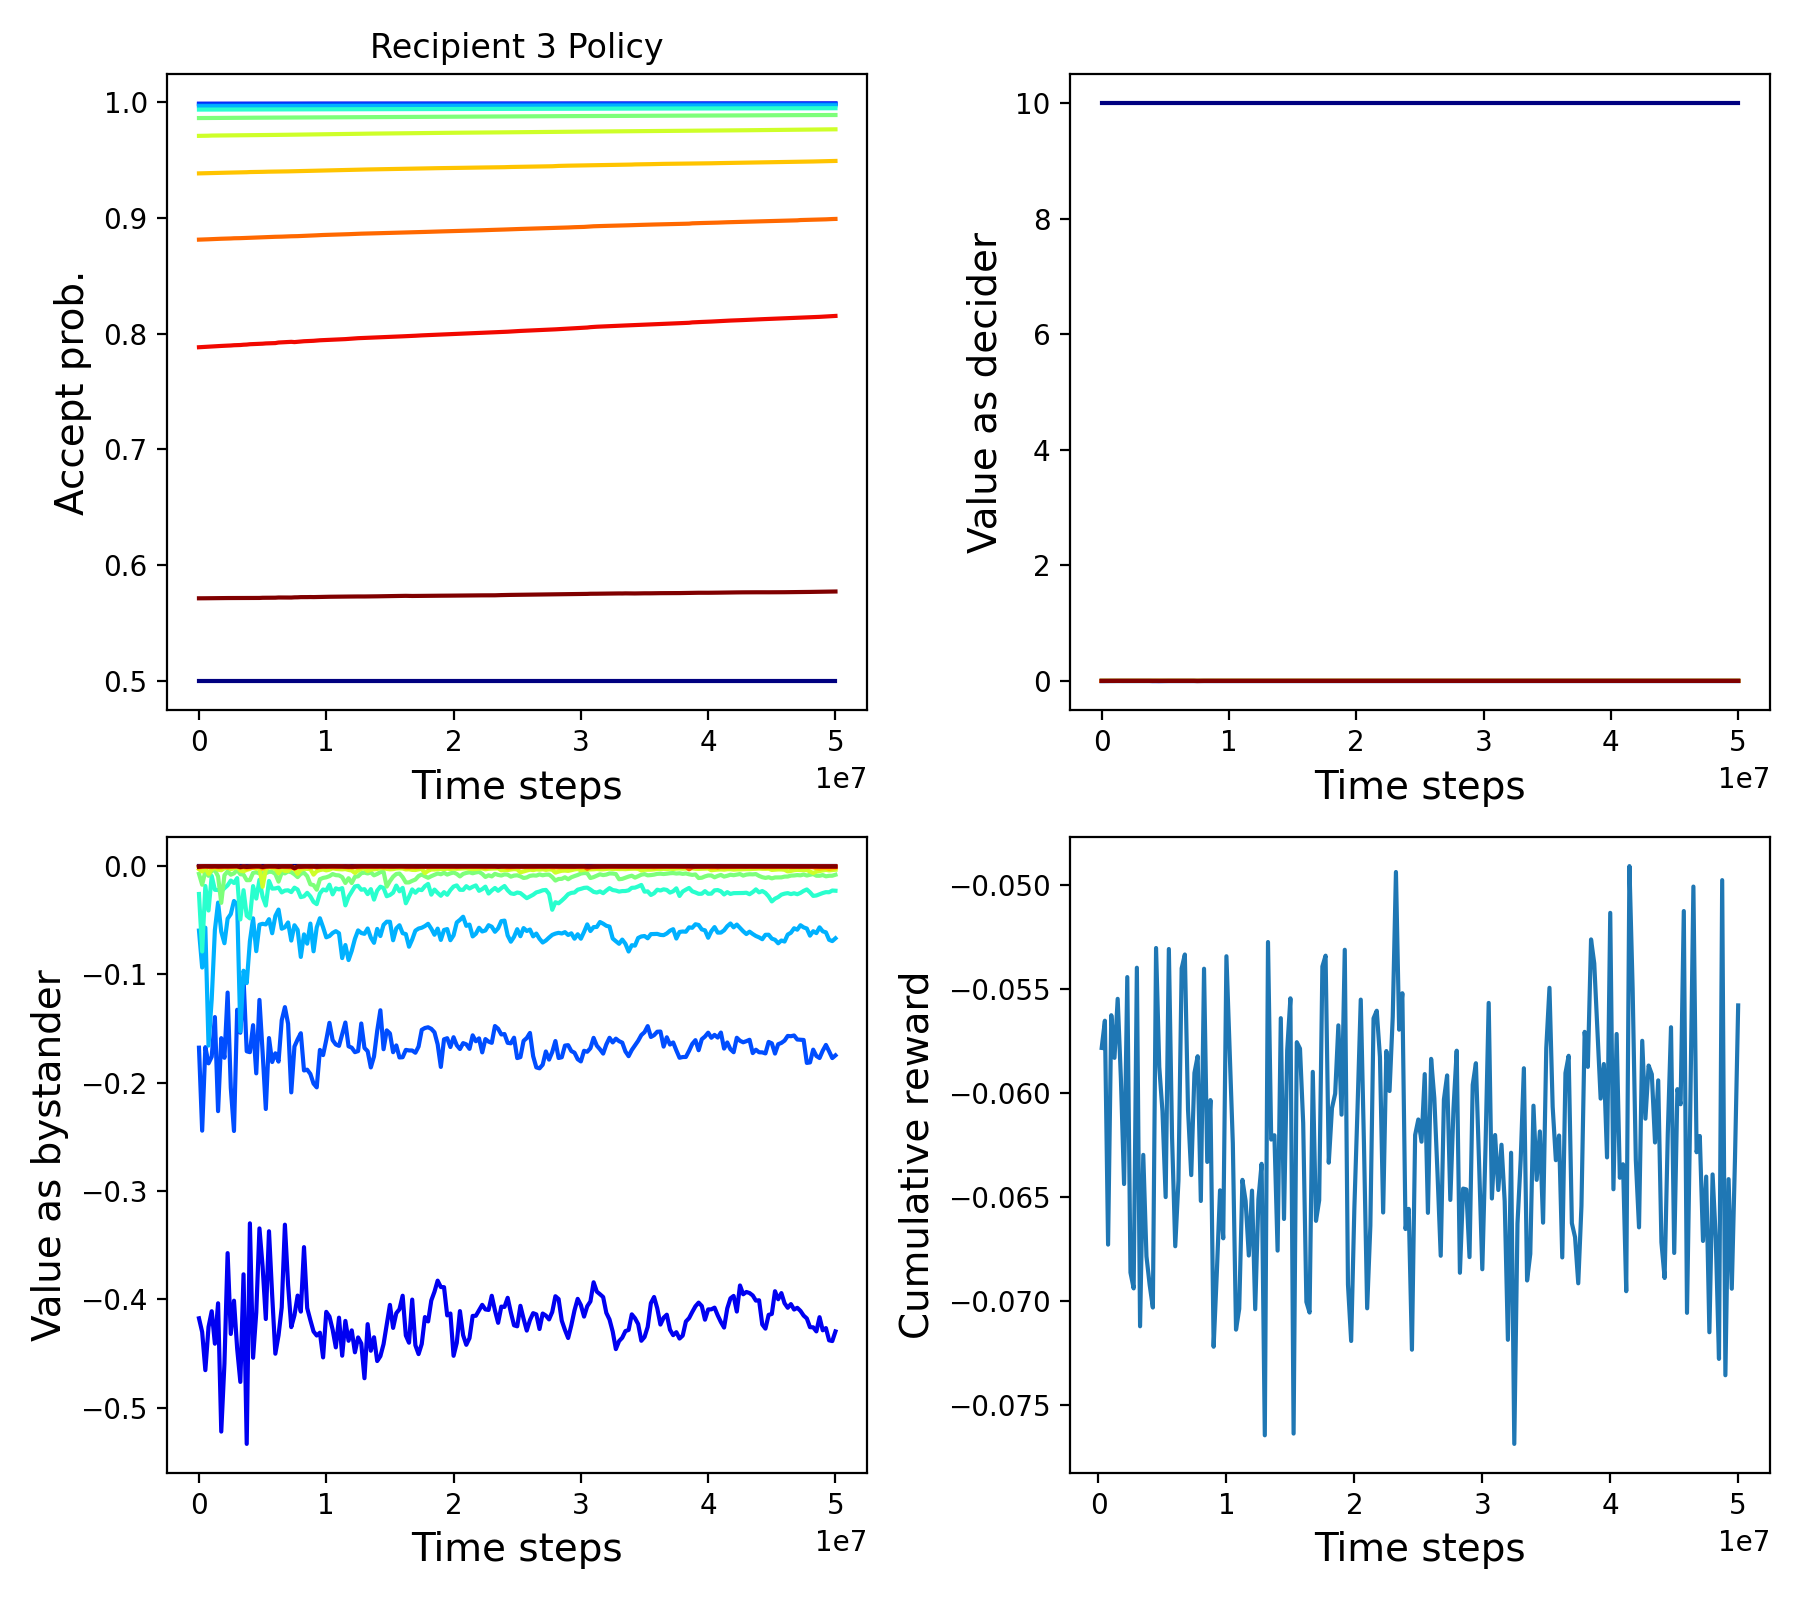 Recipient 3 Policy
Accept prob.
1.0
0.9
0.8
0.7
0.6
0.5
0 1 2 3 4 5
1e7
Time steps
Value as decider
10
8
6
4
2
0
0 1 2 3 4 5
1e7
Time steps
Value as bystander
0.0
−0.1
−0.2
−0.3
−0.4
−0.5
0 1 2 3 4 5
1e7
Time steps
Cumulative reward
−0.050
−0.055
−0.060
−0.065
−0.070
−0.075
0 1 2 3 4 5
1e7
Time steps